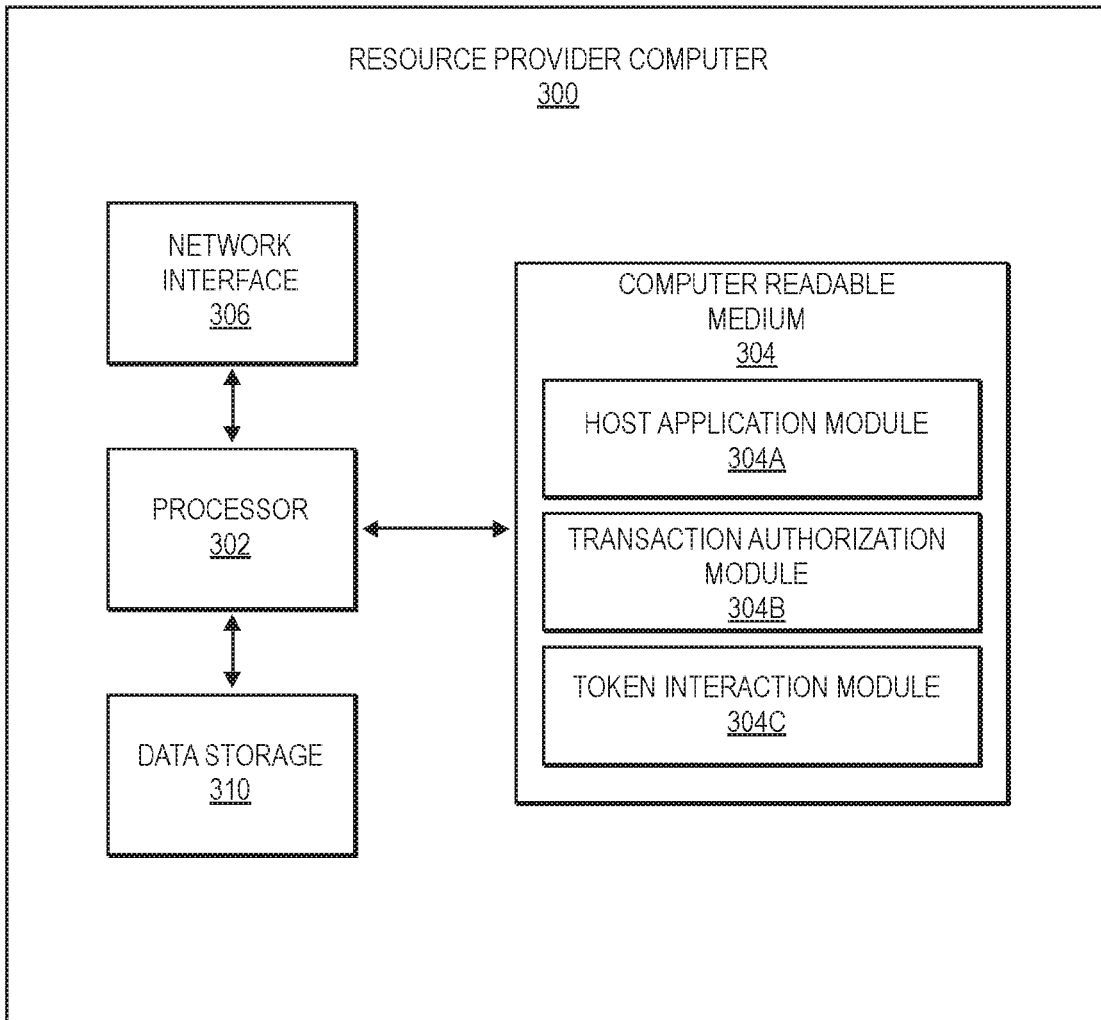 RESOURCE PROVIDER COMPUTER
300
NETWORK
INTERFACE
306
PROCESSOR
302
DATA STORAGE
310
COMPUTER READABLE
MEDIUM
304
HOST APPLICATION MODULE
304A
TRANSACTION AUTHORIZATION
MODULE
304B
TOKEN INTERACTION MODULE
304C